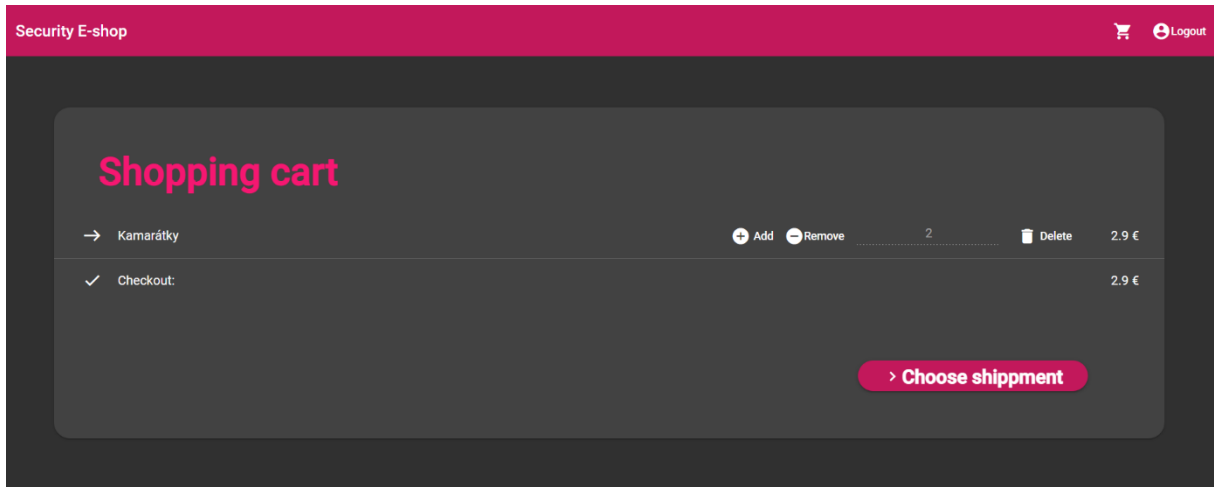 Security E-shop Logout
Shopping cart
Kamarátky Add Remove 2 Delete 2.9 €
Checkout: 2.9 €
Choose shippment